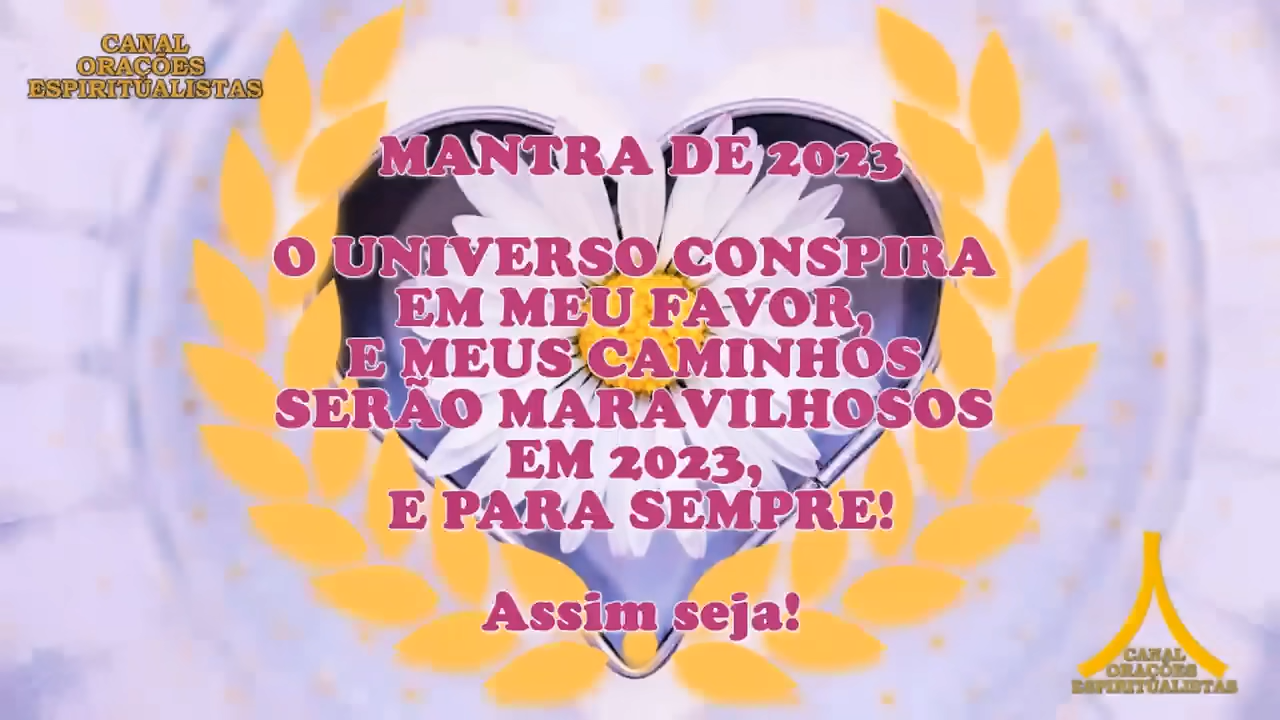 CANAL
ORAÇÕES
ESPIRITUALISTAS
MANTRA DE 2023
O UNIVERSO CONSPIRA
EM MEU FAVOR,
E MEUS CAMINHOS
SERÃO MARAVILHOSOS
EM 2023,
E PARA SEMPRE!
Assim seja!
CANAL
ORAÇÕES
ESPIRITUALISTAS